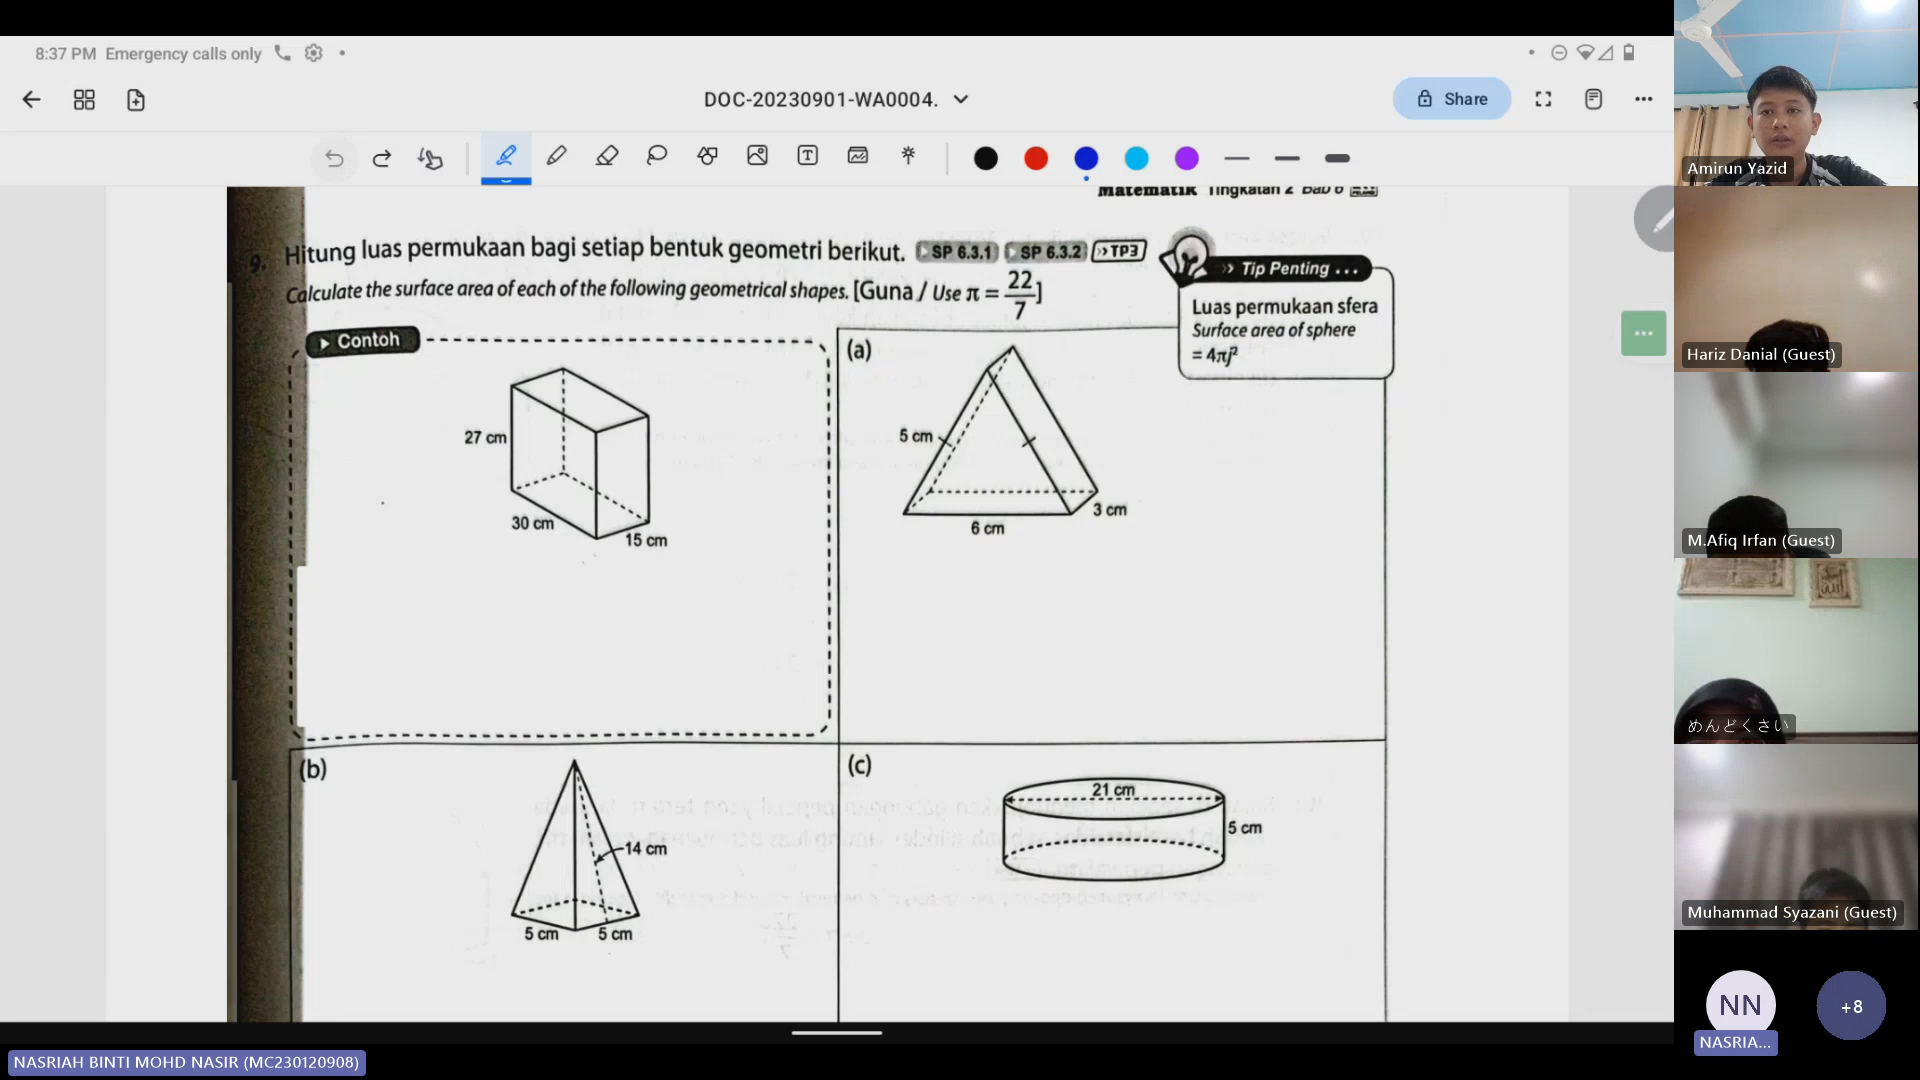 8:37 PM Emergency calls only
DOC-20230901-WA0004.
Share
Matematik Tingkatan 2 Bab 6
9. Hitung luas permukaan bagi setiap bentuk geometri berikut. SP 6.3.1 SP 6.3.2 TP3
Calculate the surface area of each of the following geometrical shapes. [Guna / Use π = 22/7]
Tip Penting ...
Luas permukaan sfera
Surface area of sphere
= 4πj²
Contoh
27 cm
30 cm
15 cm
(a)
5 cm
6 cm
3 cm
(b)
14 cm
5 cm
5 cm
(c)
21 cm
5 cm
Amirun Yazid
Hariz Danial (Guest)
M.Afiq Irfan (Guest)
めんどくさい
Muhammad Syazani (Guest)
NN
NASRIA...
+8
NASRIAH BINTI MOHD NASIR (MC230120908)